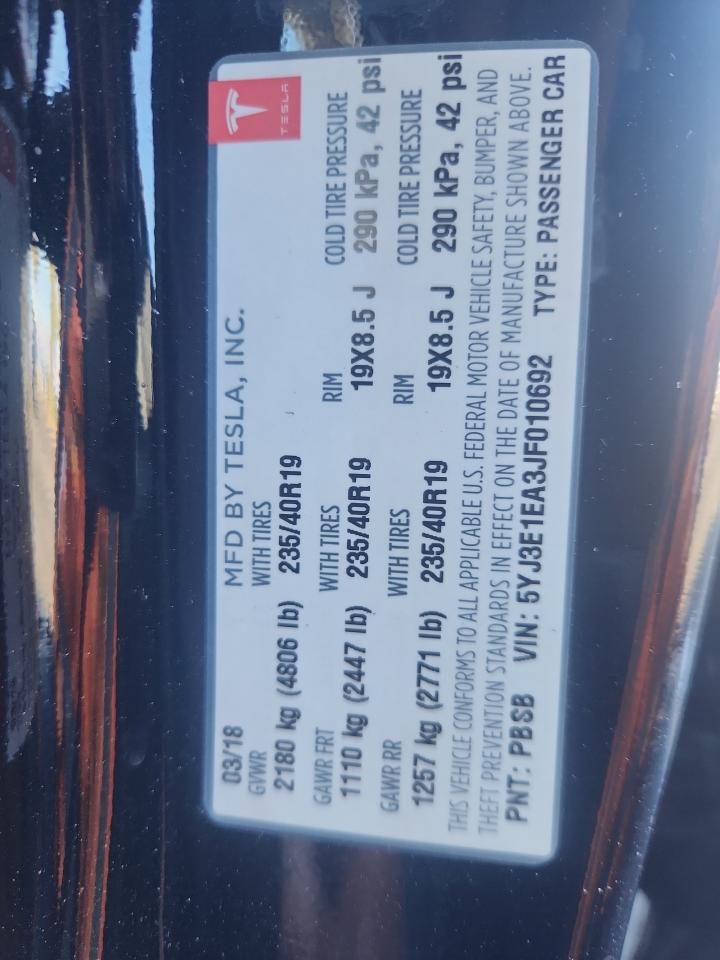 TESLA
03/18 MFD BY TESLA, INC.
GVWR WITH TIRES
2180 kg (4806 lb) 235/40R19
GAWR FRT WITH TIRES RIM COLD TIRE PRESSURE
1110 kg (2447 lb) 235/40R19 19X8.5 J 290 kPa, 42 psi
GAWR RR WITH TIRES RIM COLD TIRE PRESSURE
1257 kg (2771 lb) 235/40R19 19X8.5 J 290 kPa, 42 psi
THIS VEHICLE CONFORMS TO ALL APPLICABLE U.S. FEDERAL MOTOR VEHICLE SAFETY, BUMPER, AND
THEFT PREVENTION STANDARDS IN EFFECT ON THE DATE OF MANUFACTURE SHOWN ABOVE.
PNT: PBSB VIN: 5YJ3E1EA3JF010692 TYPE: PASSENGER CAR